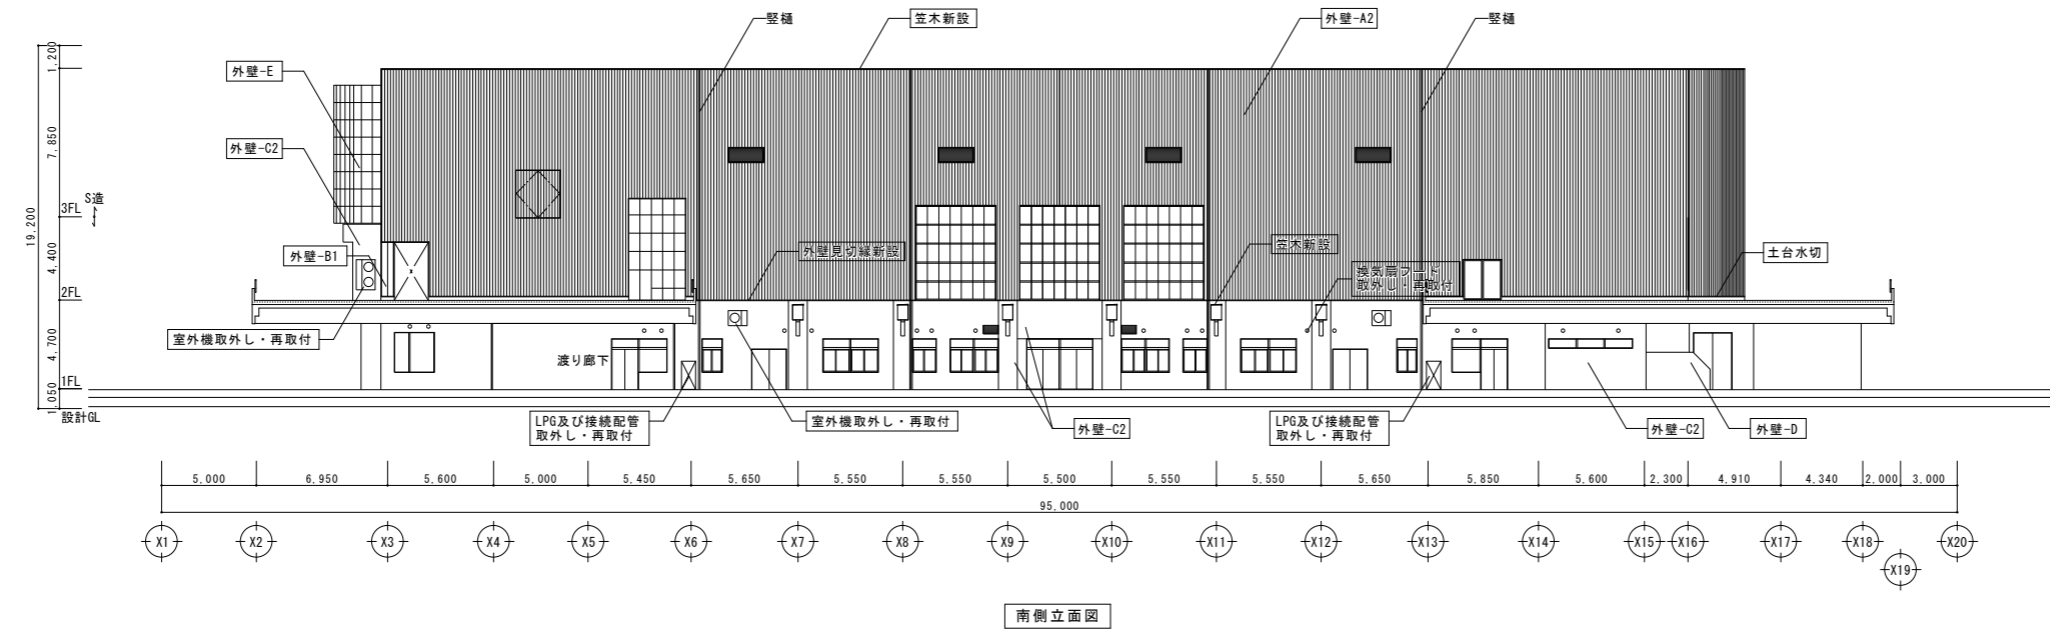 竪樋
笠木新設
外壁-A2
竪樋
外壁-E
外壁-C2
外壁-B1
外壁見切縁新設
笠木新設
換気扇フード
取外し・再取付
土台水切
室外機取外し・再取付
渡り廊下
LPG及び接続配管
取外し・再取付
室外機取外し・再取付
外壁-C2
LPG及び接続配管
取外し・再取付
外壁-C2
外壁-D
1,200
7,850
19,200
3FL
S造
4,400
2FL
4,700
1FL
1,050
設計GL
5,000 6,950 5,600 5,000 5,450 5,650 5,550 5,550 5,500 5,550 5,550 5,650 5,850 5,600 2,300 4,910 4,340 2,000 3,000
95,000
X1 X2 X3 X4 X5 X6 X7 X8 X9 X10 X11 X12 X13 X14 X15 X16 X17 X18 X20
X19
南側立面図